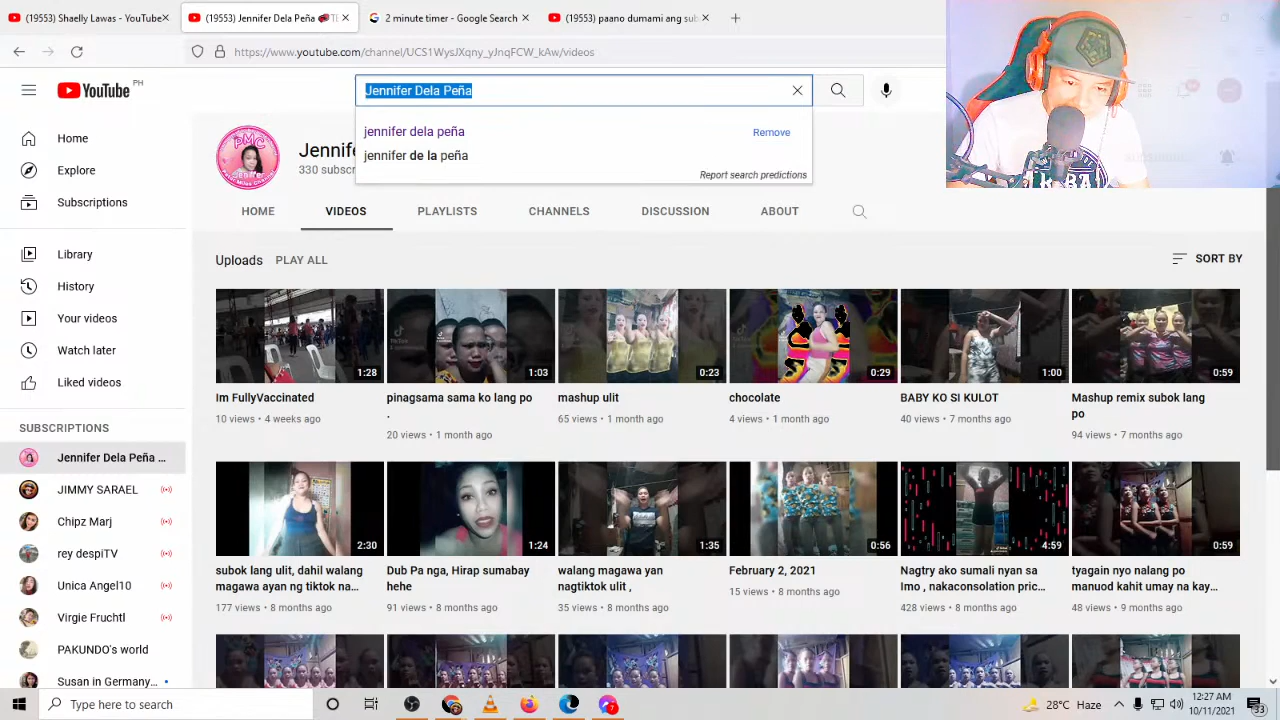 (19553) Shaelly Lawas - YouTube
(19553) Jennifer Dela Peña
2 minute timer - Google Search
(19553) paano dumami ang sub
https://www.youtube.com/channel/UCS1WysJXqny_yJnqFCW_kAw/videos
YouTube PH
Jennifer Dela Peña
jennifer dela peña
Remove
jennifer de la peña
Report search predictions
Home
Explore
Subscriptions
Library
History
Your videos
Watch later
Liked videos
SUBSCRIPTIONS
Jennifer Dela Peña ...
JIMMY SARAEL
Chipz Marj
rey despiTV
Unica Angel10
Virgie Fruchtl
PAKUNDO's world
Susan in Germany...
PMC
Jennifer
Jennif
330 subsc
HOME
VIDEOS
PLAYLISTS
CHANNELS
DISCUSSION
ABOUT
Uploads
PLAY ALL
SORT BY
1:28
1:03
0:23
0:29
1:00
0:59
Im FullyVaccinated
10 views • 4 weeks ago
pinagsama sama ko lang po
.
20 views • 1 month ago
mashup ulit
65 views • 1 month ago
chocolate
4 views • 1 month ago
BABY KO SI KULOT
40 views • 7 months ago
Mashup remix subok lang
po
94 views • 7 months ago
2:30
1:24
1:35
0:56
4:59
0:59
subok lang ulit, dahil walang
magawa ayan ng tiktok na...
177 views • 8 months ago
Dub Pa nga, Hirap sumabay
hehe
91 views • 8 months ago
walang magawa yan
nagtiktok ulit ,
35 views • 8 months ago
February 2, 2021
15 views • 8 months ago
Nagtry ako sumali nyan sa
Imo , nakaconsolation pric...
428 views • 8 months ago
tyagain nyo nalang po
manuod kahit umay na kay...
48 views • 9 months ago
Type here to search
7
28°C Haze
12:27 AM
10/11/2021
33